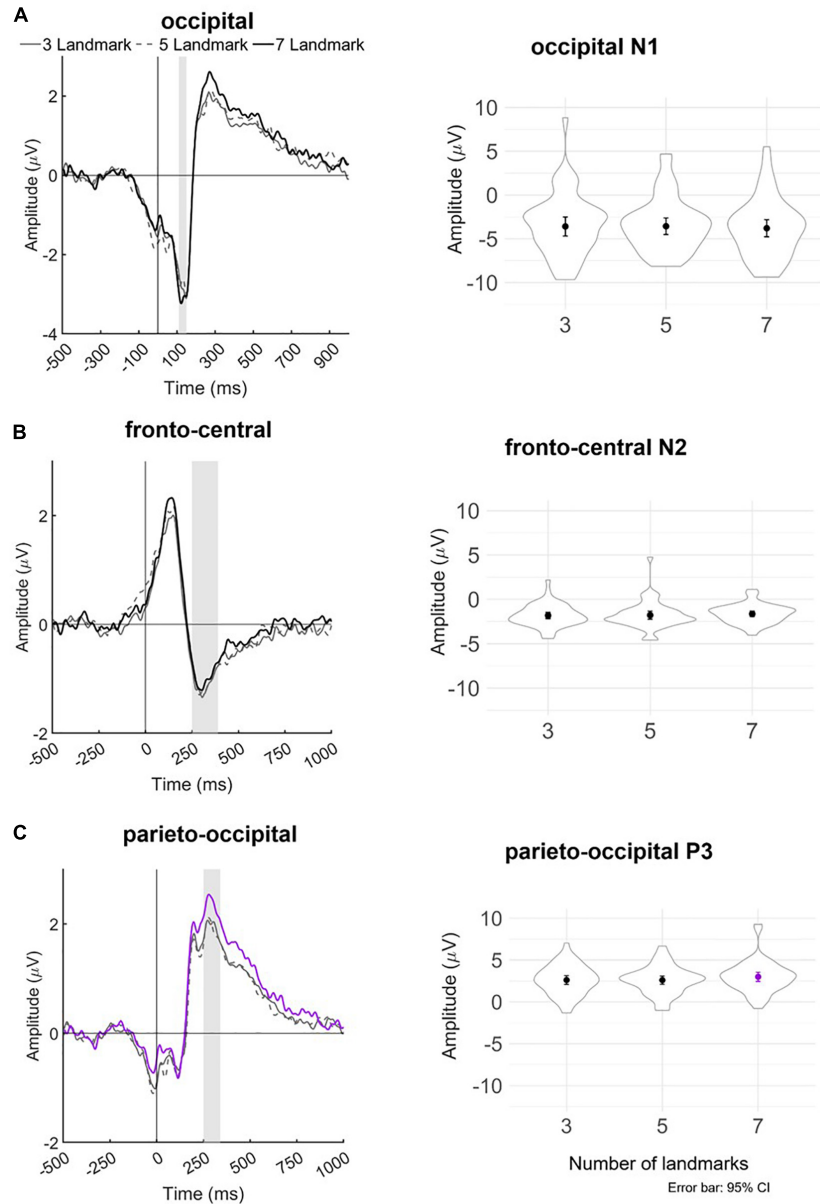 A
occipital
3 Landmark 5 Landmark 7 Landmark
2
0
-2
-4
Amplitude (μV)
-500 -300 -100 100 300 500 700 900
Time (ms)
occipital N1
10
5
0
-5
-10
Amplitude (μV)
3 5 7
B
fronto-central
2
0
-2
Amplitude (μV)
-500 -250 0 250 500 750 1000
Time (ms)
fronto-central N2
10
5
0
-5
-10
Amplitude (μV)
3 5 7
C
parieto-occipital
2
0
-2
Amplitude (μV)
-500 -250 0 250 500 750 1000
Time (ms)
parieto-occipital P3
10
5
0
-5
-10
Amplitude (μV)
3 5 7
Number of landmarks
Error bar: 95% CI